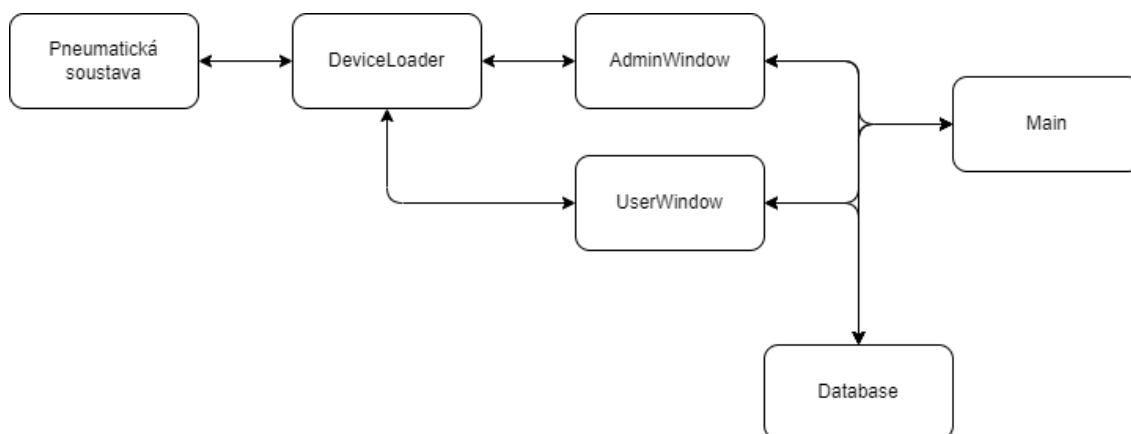 Pneumatická
soustava
DeviceLoader
AdminWindow
Main
UserWindow
Database